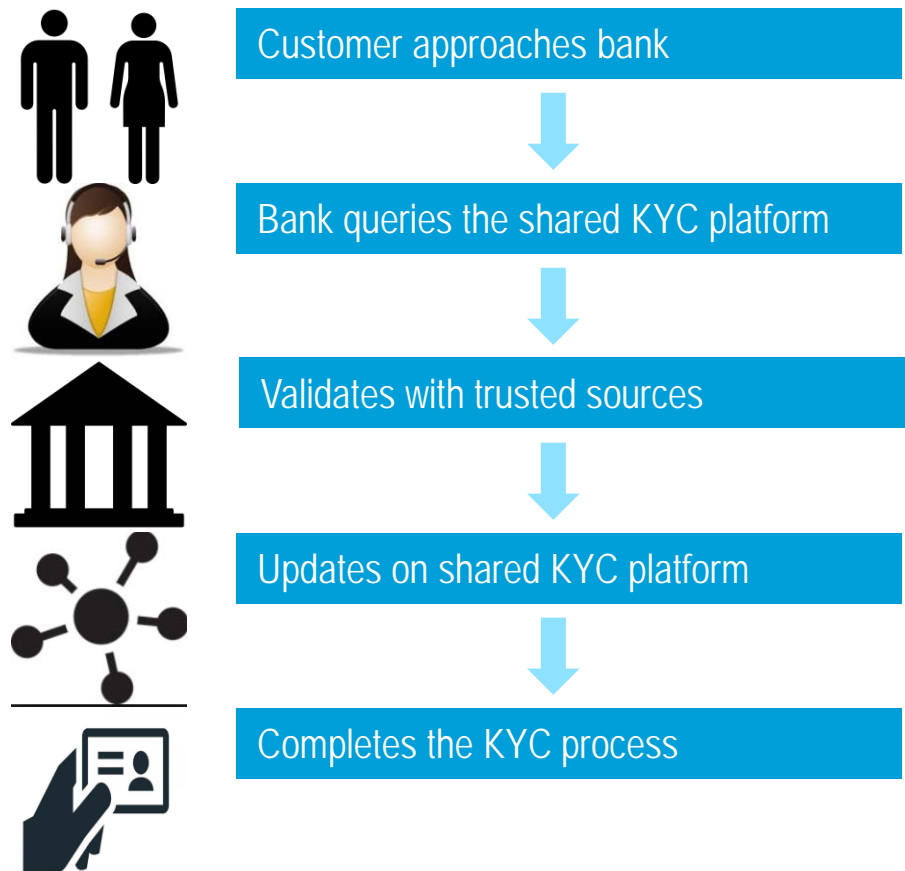 Customer approaches bank
Bank queries the shared KYC platform
Validates with trusted sources
Updates on shared KYC platform
Completes the KYC process